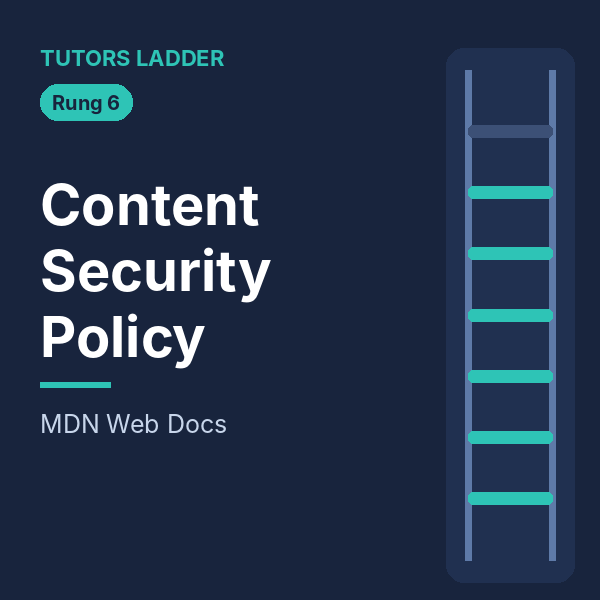 TUTORS LADDER
Rung 6
Content
Security
Policy
MDN Web Docs